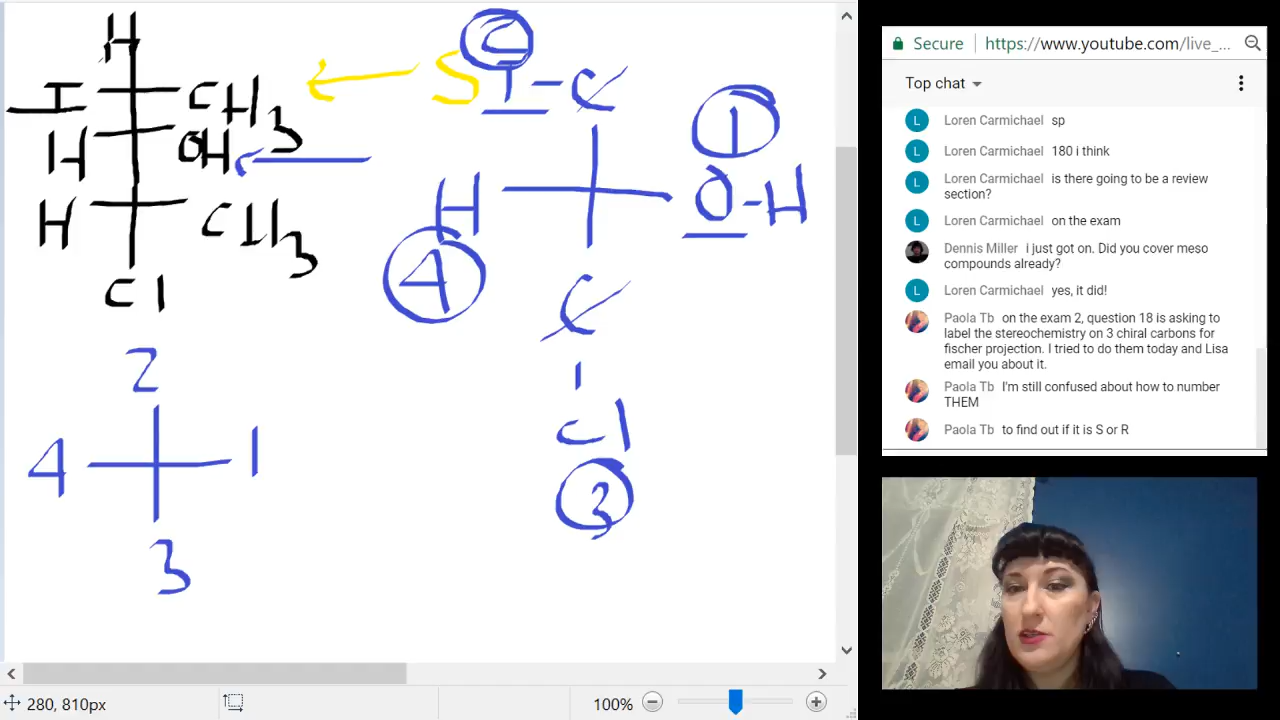 H
I CH3
H OH
H CH3
Cl
2
4 1
3
S 2
I-C
1
H O-H
4
C
Cl
3
Secure https://www.youtube.com/live_...
Top chat
L Loren Carmichael sp
L Loren Carmichael 180 i think
L Loren Carmichael is there going to be a review
section?
L Loren Carmichael on the exam
Dennis Miller i just got on. Did you cover meso
compounds already?
L Loren Carmichael yes, it did!
Paola Tb on the exam 2, question 18 is asking to
label the stereochemistry on 3 chiral carbons for
fischer projection. I tried to do them today and Lisa
email you about it.
Paola Tb I'm still confused about how to number
THEM
Paola Tb to find out if it is S or R
280, 810px
100%